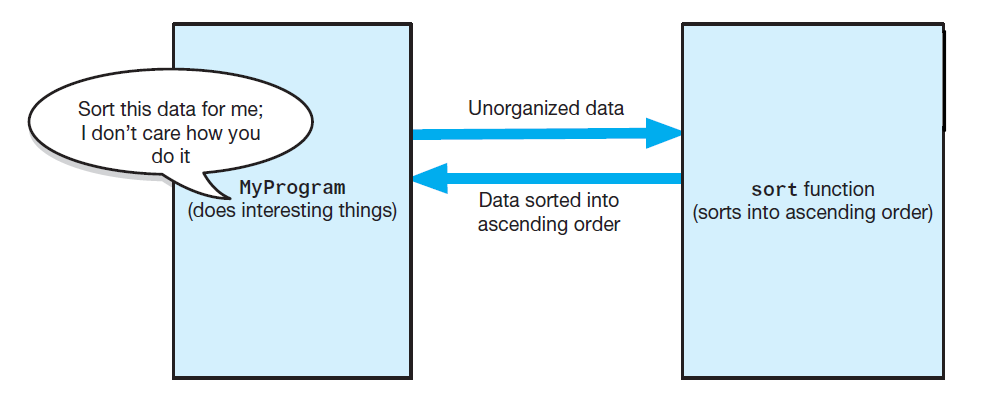 Sort this data for me;
I don't care how you
do it
MyProgram
(does interesting things)
Unorganized data
Data sorted into
ascending order
sort function
(sorts into ascending order)